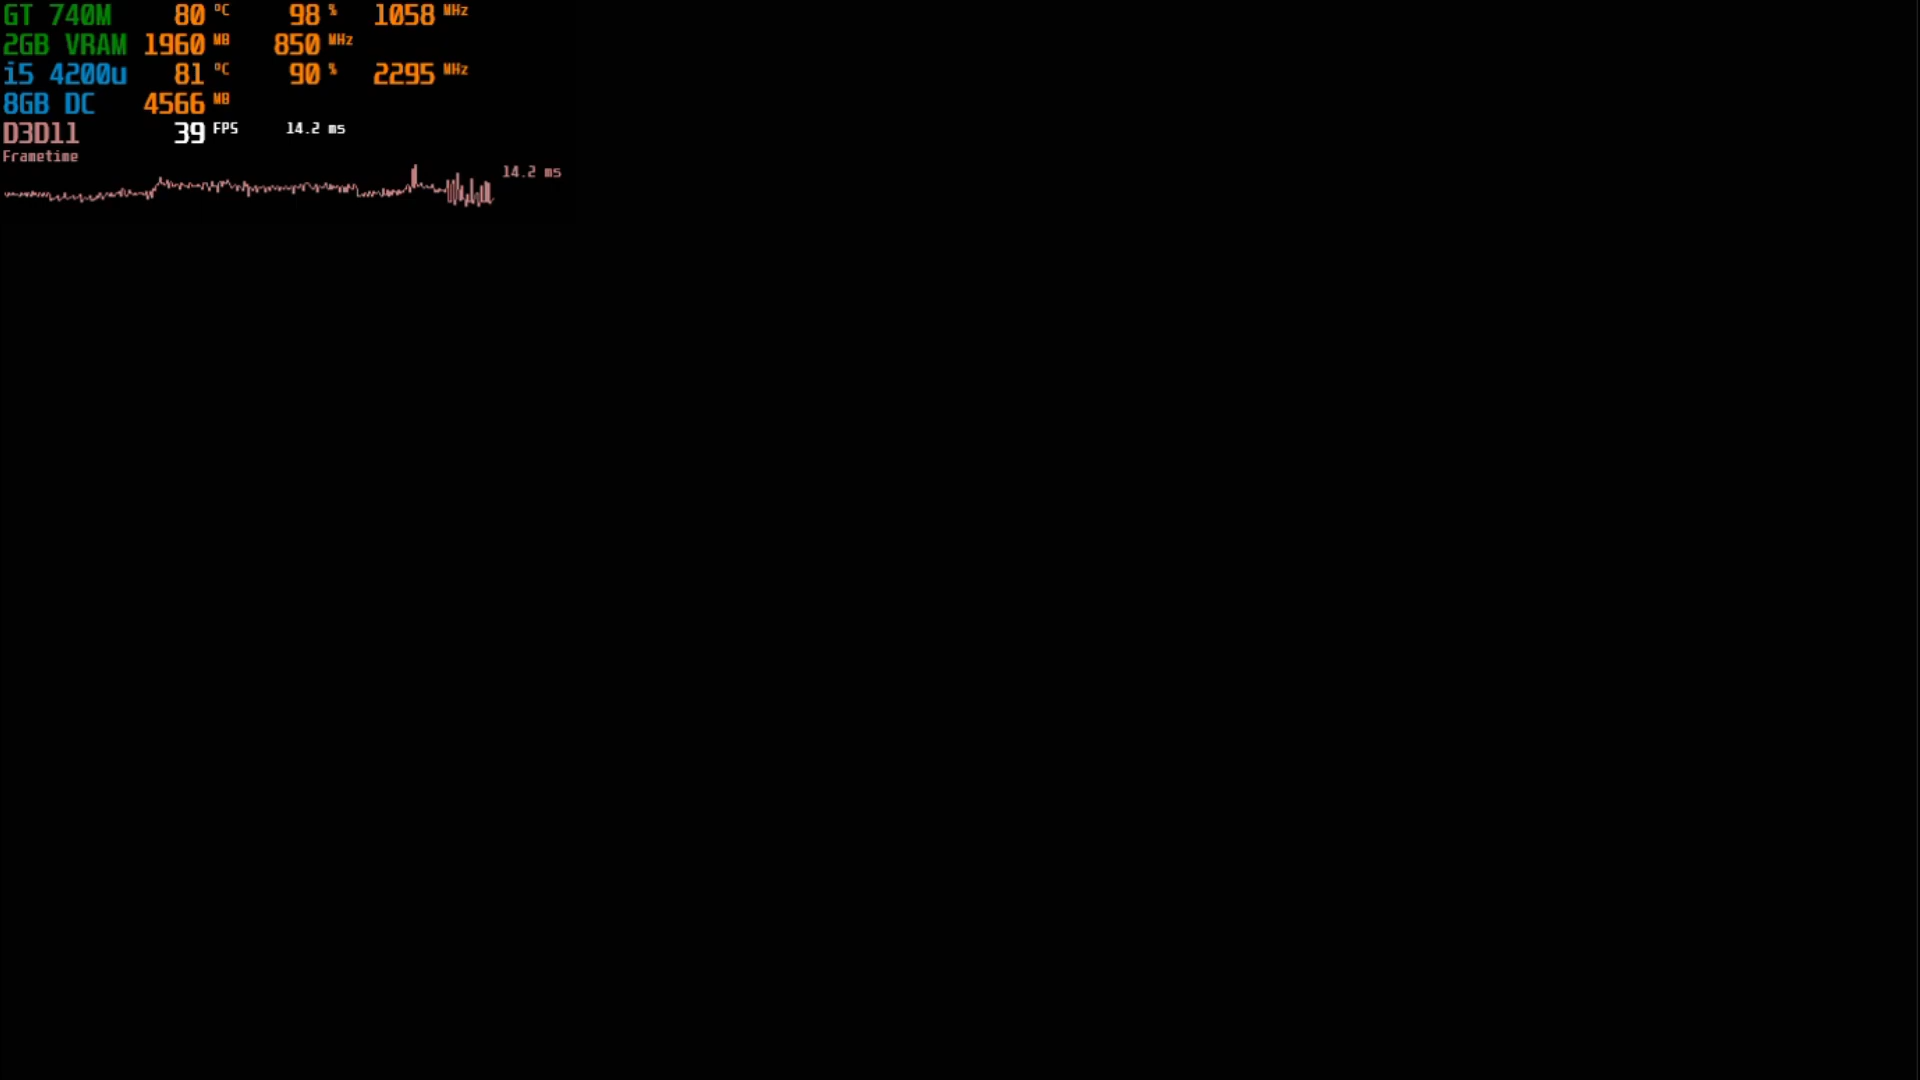 GT 740M 80 °C 98 % 1058 MHz
2GB VRAM 1960 MB 850 MHz
i5 4200u 81 °C 90 % 2295 MHz
8GB DC 4566 MB
D3D11 39 FPS 14.2 ms
Frametime
14.2 ms